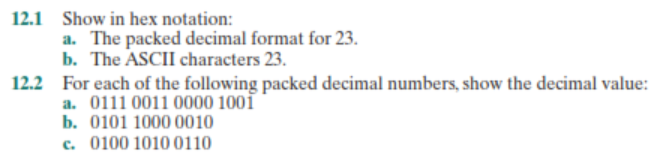 12.1 Show in hex notation:
a. The packed decimal format for 23.
b. The ASCII characters 23.
12.2 For each of the following packed decimal numbers, show the decimal value:
a. 0111 0011 0000 1001
b. 0101 1000 0010
c. 0100 1010 0110